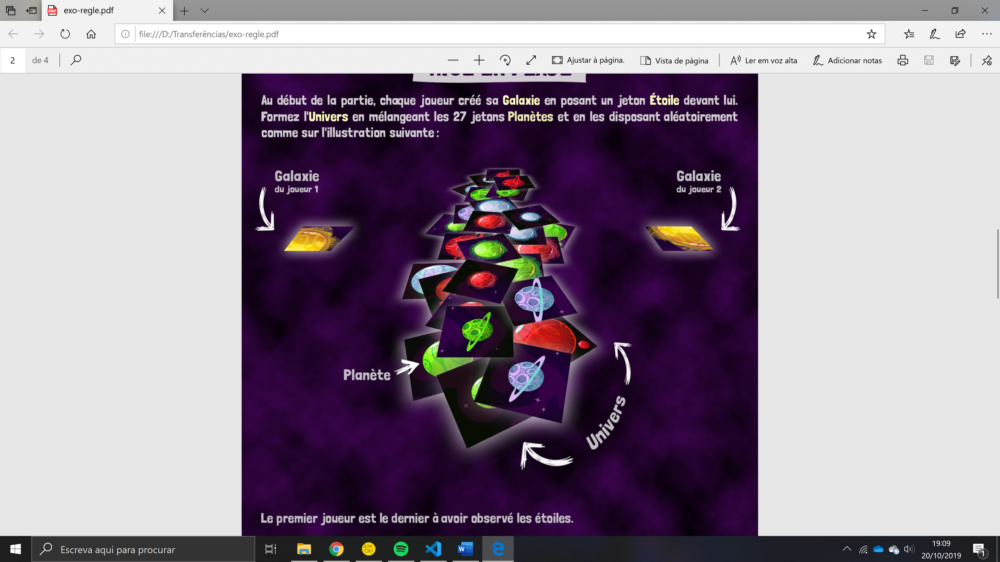 exo-regle.pdf
file:///D:/Transferências/exo-regle.pdf
2 de 4
Ajustar à página.
Vista de página
Ler em voz alta
Adicionar notas
Au début de la partie, chaque joueur créé sa Galaxie en posant un jeton Étoile devant lui.
Formez l'Univers en mélangeant les 27 jetons Planètes et en les disposant aléatoirement
comme sur l'illustration suivante :
Galaxie
du joueur 1
Galaxie
du joueur 2
Planète
Univers
Le premier joueur est le dernier à avoir observé les étoiles.
Escreva aqui para procurar
200
OK!
19:09
20/10/2019
1